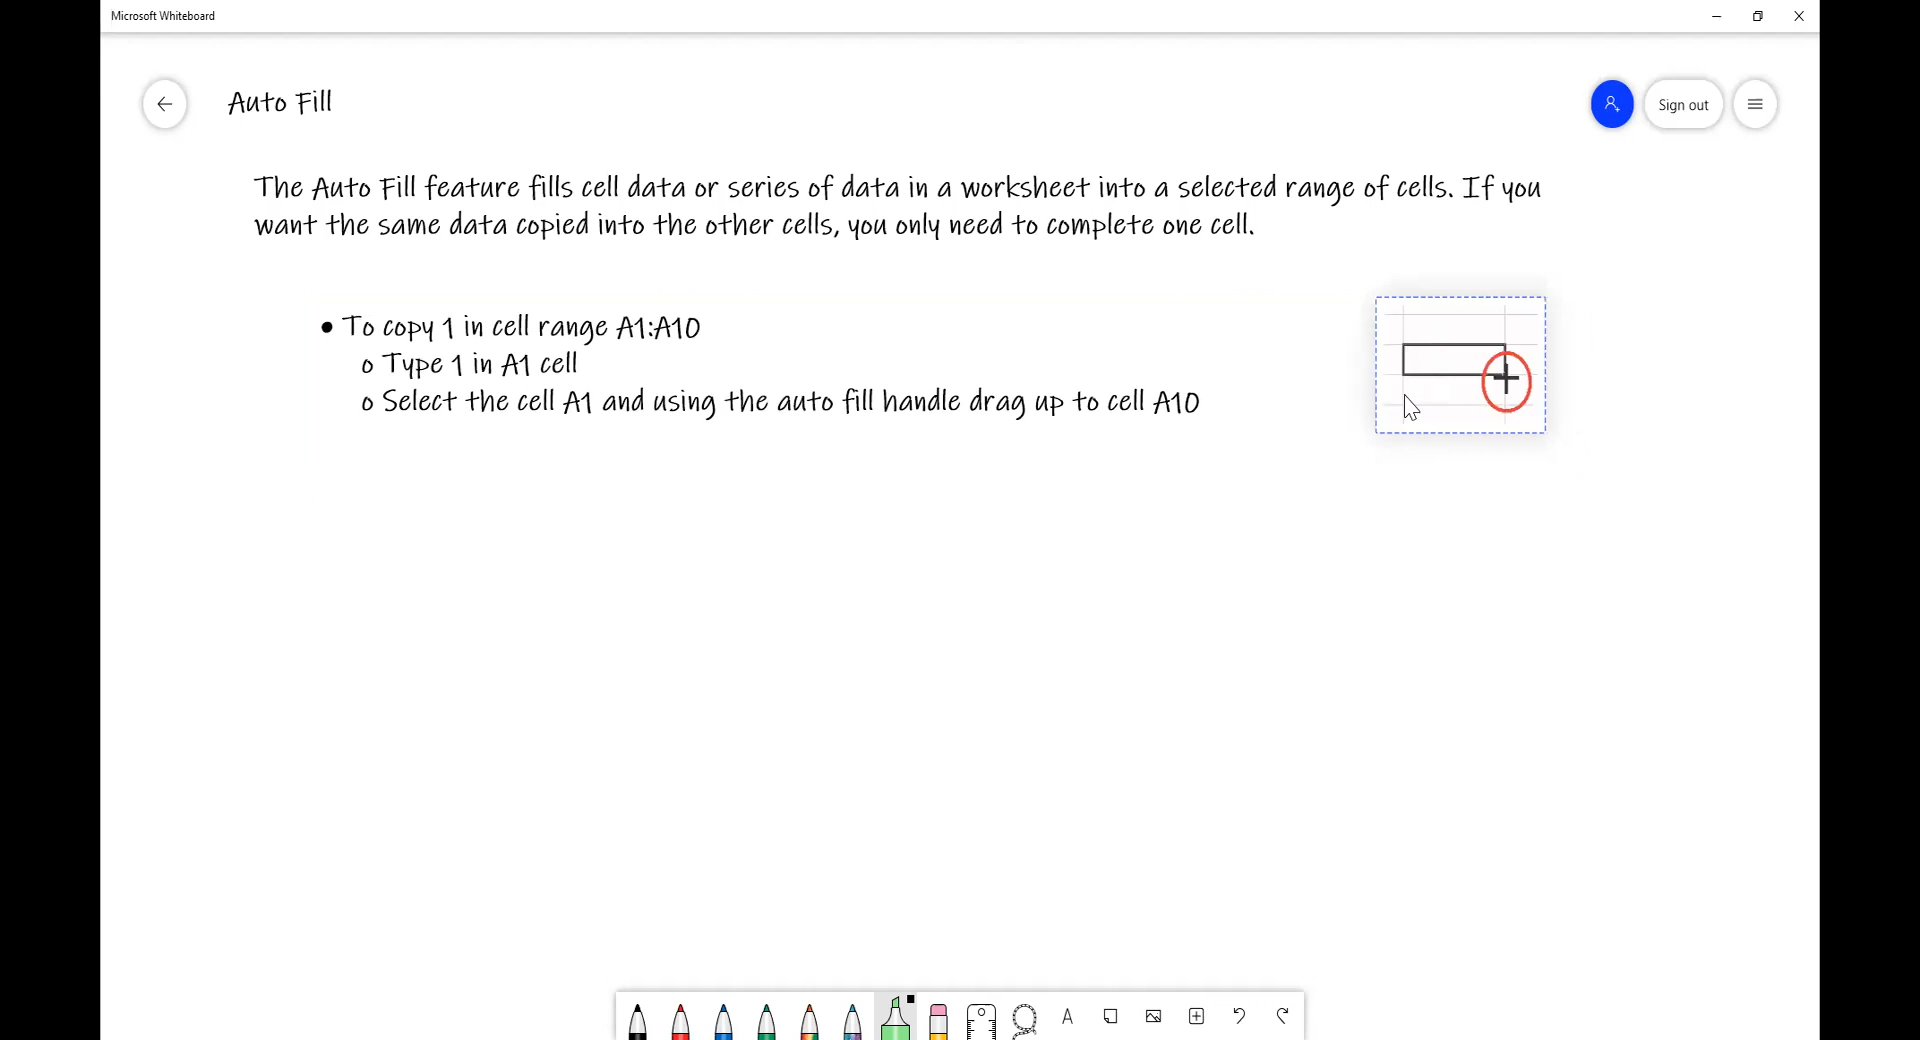 Microsoft Whiteboard
Auto Fill
Sign out
The Auto Fill feature fills cell data or series of data in a worksheet into a selected range of cells. If you
want the same data copied into the other cells, you only need to complete one cell.
• To copy 1 in cell range A1:A10
o Type 1 in A1 cell
o Select the cell A1 and using the auto fill handle drag up to cell A10